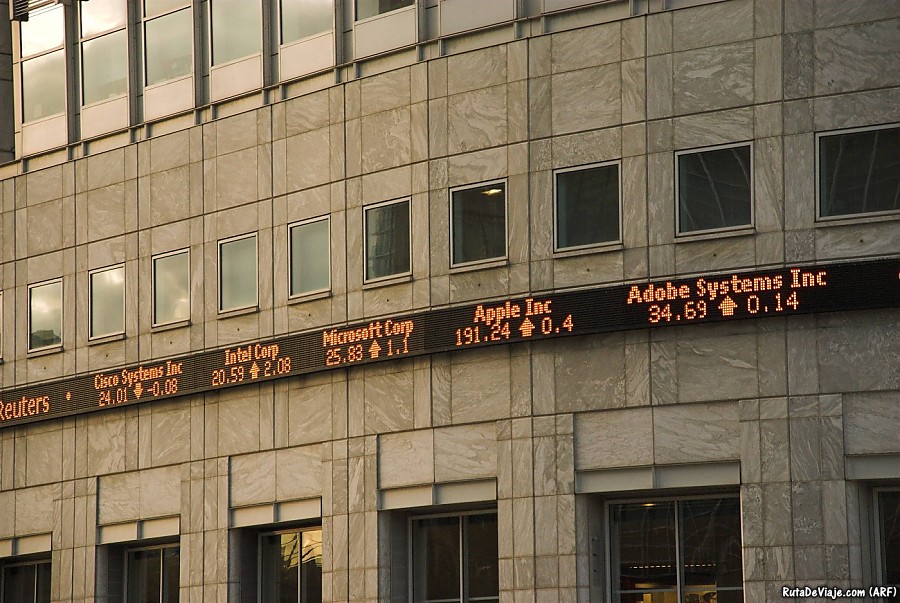 Reuters
Cisco Systems Inc
24.01 -0.08
Intel Corp
20.59 2.08
Microsoft Corp
25.83 1.1
Apple Inc
191.24 0.4
Adobe Systems Inc
34.69 0.14
RutaDeViaje.com (ARF)